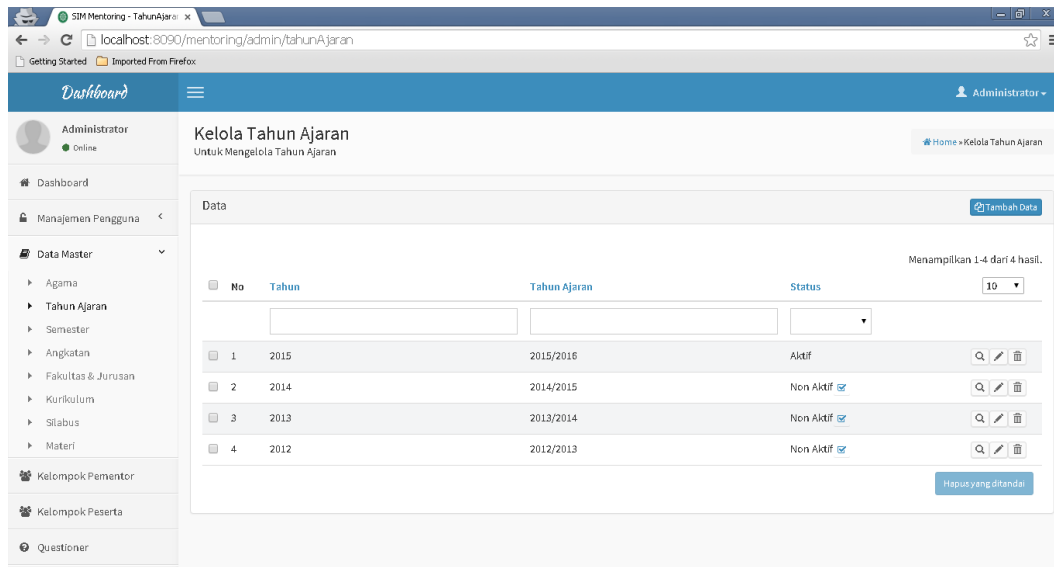 SIM Mentoring - TahunAjara
localhost:8090/mentoring/admin/tahunAjaran
Getting Started Imported From Firefox
Dashboard Administrator
Administrator
Online
Kelola Tahun Ajaran
Untuk Mengelola Tahun Ajaran
Home » Kelola Tahun Ajaran
Dashboard
Manajemen Pengguna
Data Master
Agama
Tahun Ajaran
Semester
Angkatan
Fakultas & Jurusan
Kurikulum
Silabus
Materi
Kelompok Pementor
Kelompok Peserta
Questioner
Data Tambah Data
Menampilkan 1-4 dari 4 hasil.
No Tahun Tahun Ajaran Status 10
1 2015 2015/2016 Aktif
2 2014 2014/2015 Non Aktif
3 2013 2013/2014 Non Aktif
4 2012 2012/2013 Non Aktif
Hapus yang ditandai